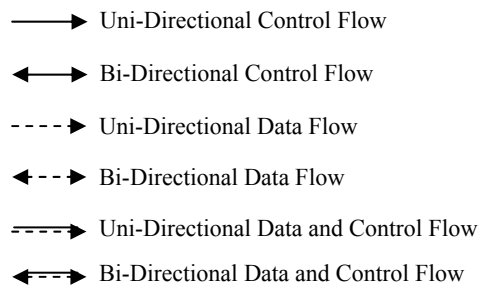 Uni-Directional Control Flow
Bi-Directional Control Flow
Uni-Directional Data Flow
Bi-Directional Data Flow
Uni-Directional Data and Control Flow
Bi-Directional Data and Control Flow